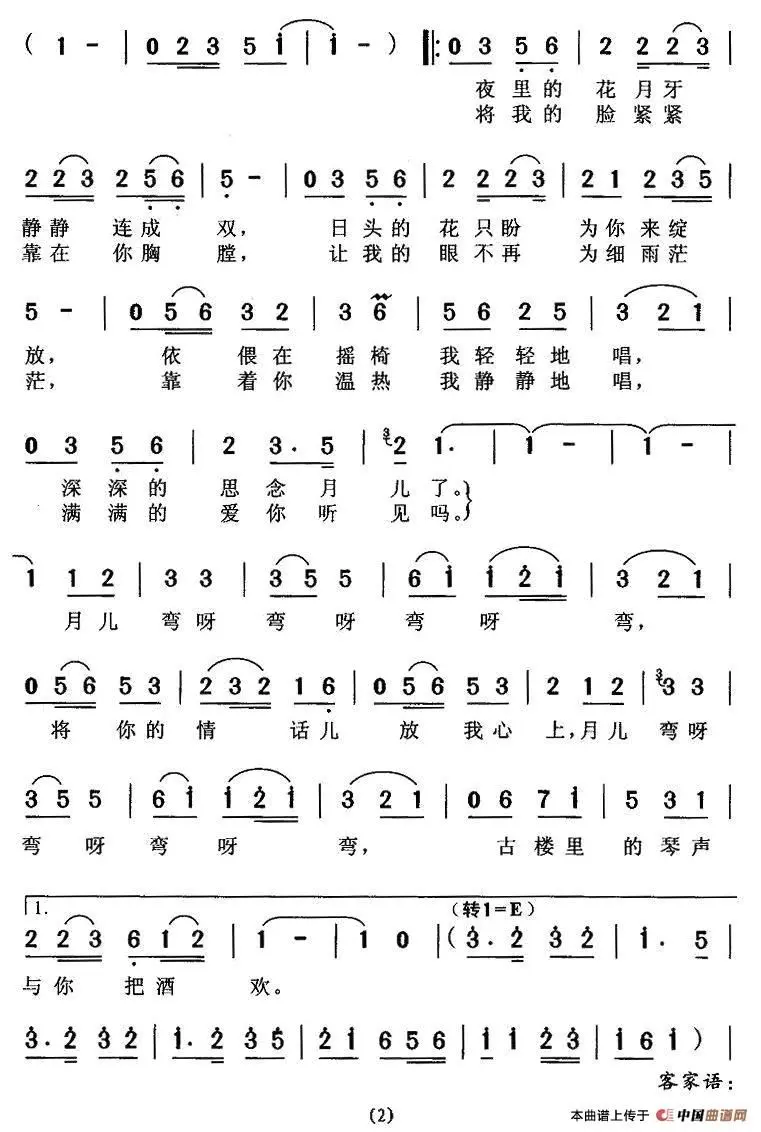 ( 1 - | 0 2 3 5 i | i - ) ‖: 0 3 5 6 | 2 2 2 3 |
夜里的 花月牙
将我的 脸紧紧
2 2 3 2 5 6 | 5 - | 0 3 5 6 | 2 2 2 3 | 2 1 2 3 5 |
静静 连成 双， 日头的 花只盼 为你来绽
靠在 你胸 膛， 让我的 眼不再 为细雨茫
5 - | 0 5 6 3 2 | 3 6 | 5 6 2 5 | 3 2 1 |
放， 依 偎在 摇椅 我轻轻地 唱，
茫， 靠 着你 温热 我静静地 唱，
0 3 5 6 | 2 3 . 5 | 3 2 1 . | 1 - | 1 - |
深深的 思念月 儿了。
满满的 爱你听 见吗。
1 1 2 | 3 3 | 3 5 5 | 6 i i 2 i | 3 2 1 |
月儿 弯呀 弯 呀 弯 呀 弯，
0 5 6 5 3 | 2 3 2 1 6 | 0 5 6 5 3 | 2 1 2 | 3 3 3 |
将 你的 情 话儿 放 我心 上，月儿 弯呀
3 5 5 | 6 i i 2 i | 3 2 1 | 0 6 7 i | 5 3 1 |
弯 呀 弯 呀 弯， 古楼里 的琴声
1. （转1=E）
2 2 3 6 1 2 | 1 - | 1 0 | ( 3 . 2 3 2 | i . 5 |
与你 把酒 欢。
3 . 2 3 2 | i . 2 3 5 | 2 i 6 5 6 | i i 2 3 | i 6 i ) |
客家语：
(2)
本曲谱上传于 中国曲谱网